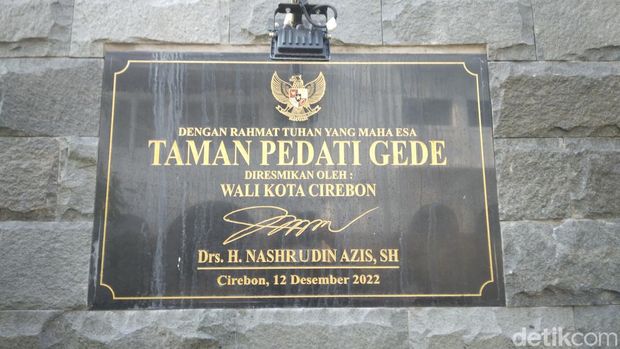 DENGAN RAHMAT TUHAN YANG MAHA ESA
TAMAN PEDATI GEDE
DIRESMIKAN OLEH :
WALI KOTA CIREBON
Drs. H. NASHRUDIN AZIS, SH
Cirebon, 12 Desember 2022
detikcom